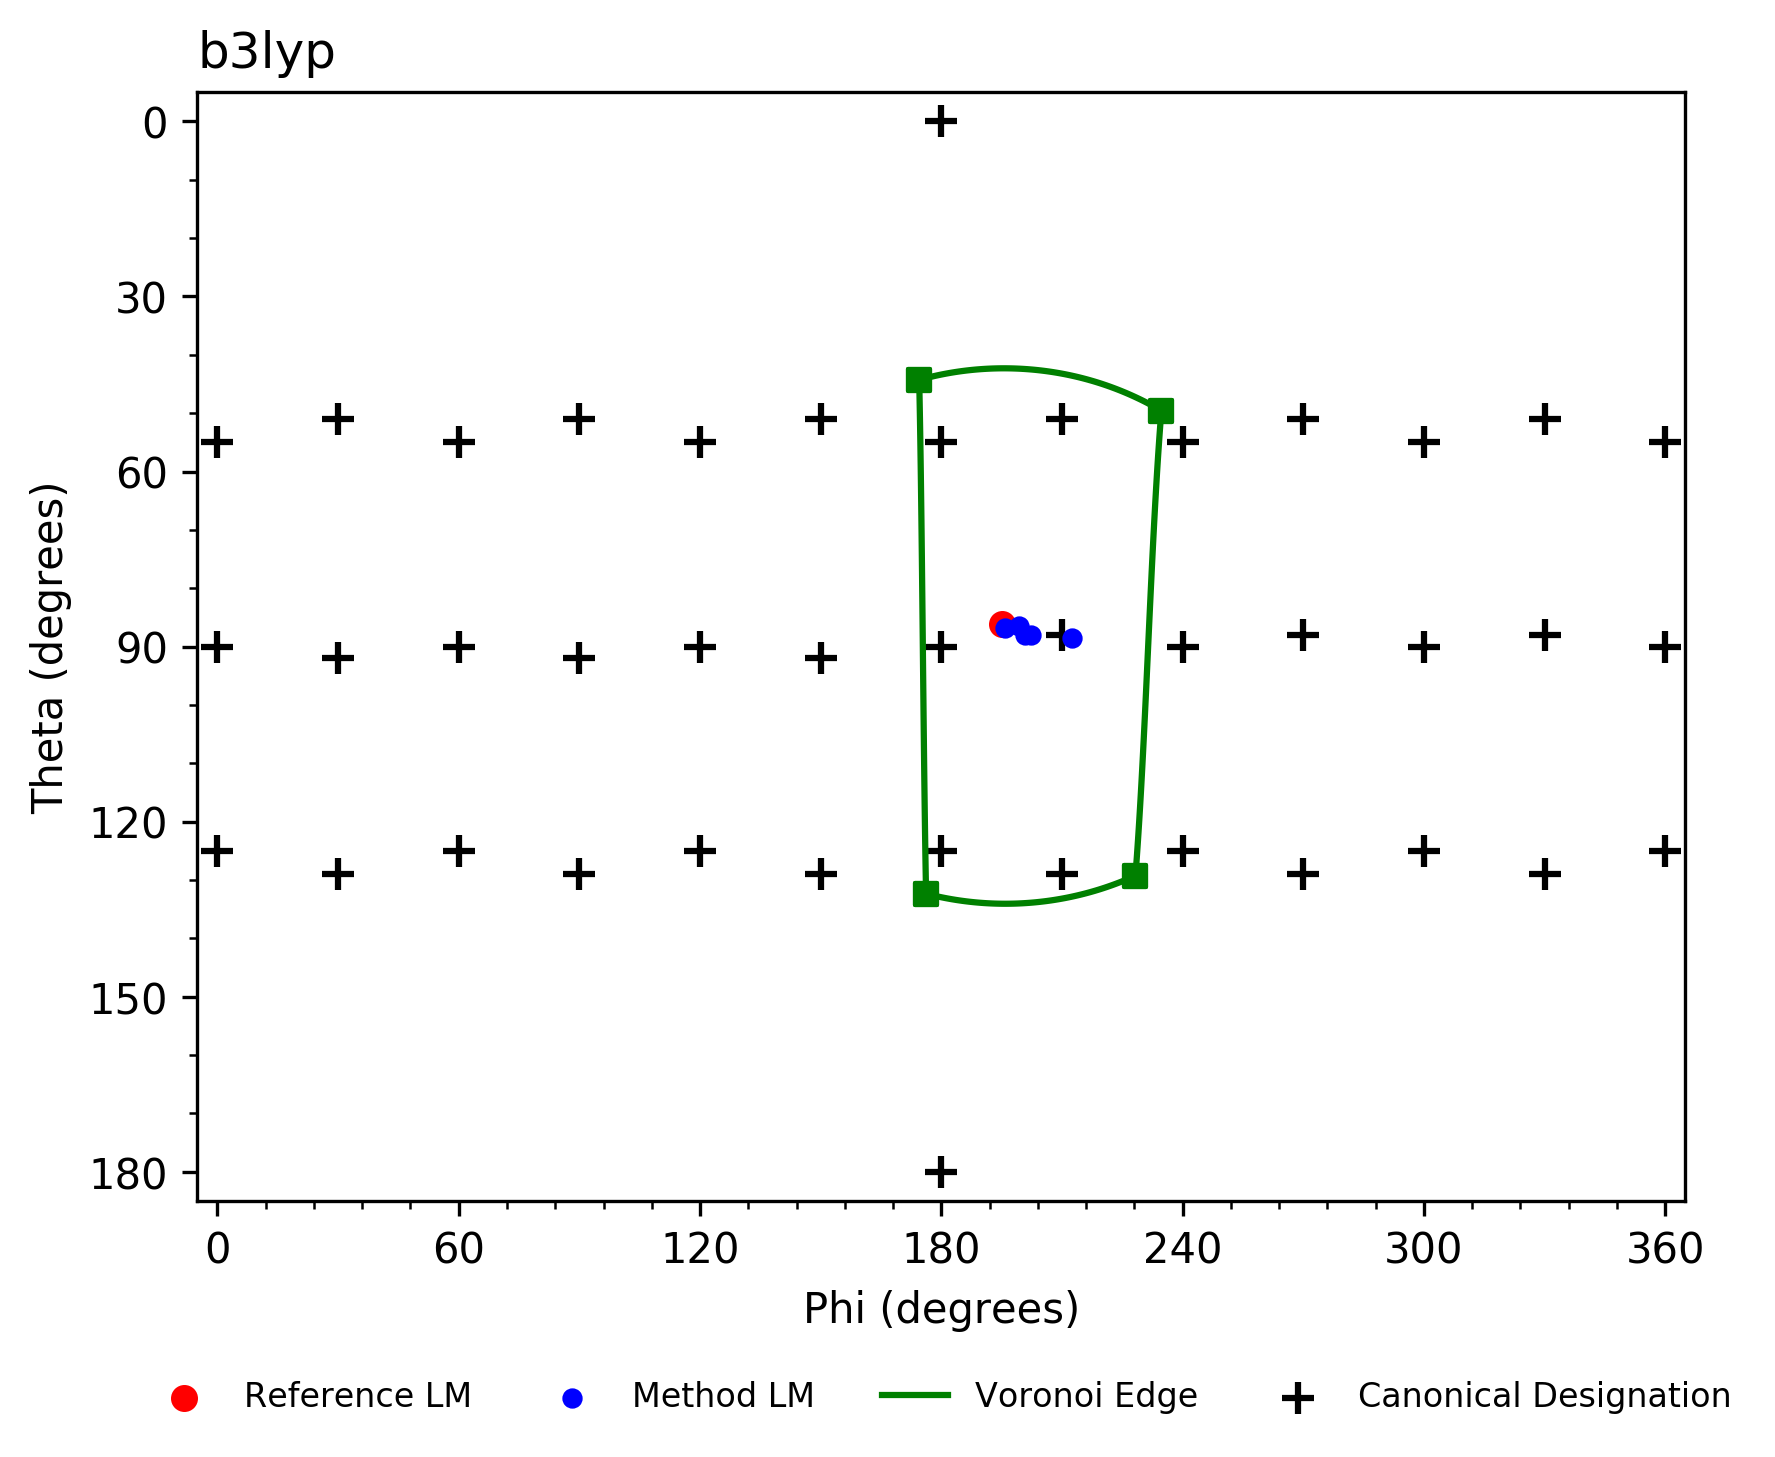 b3lyp
0
30
60
90
120
150
180
Theta (degrees)
0 60 120 180 240 300 360
Phi (degrees)
Reference LM Method LM Voronoi Edge Canonical Designation